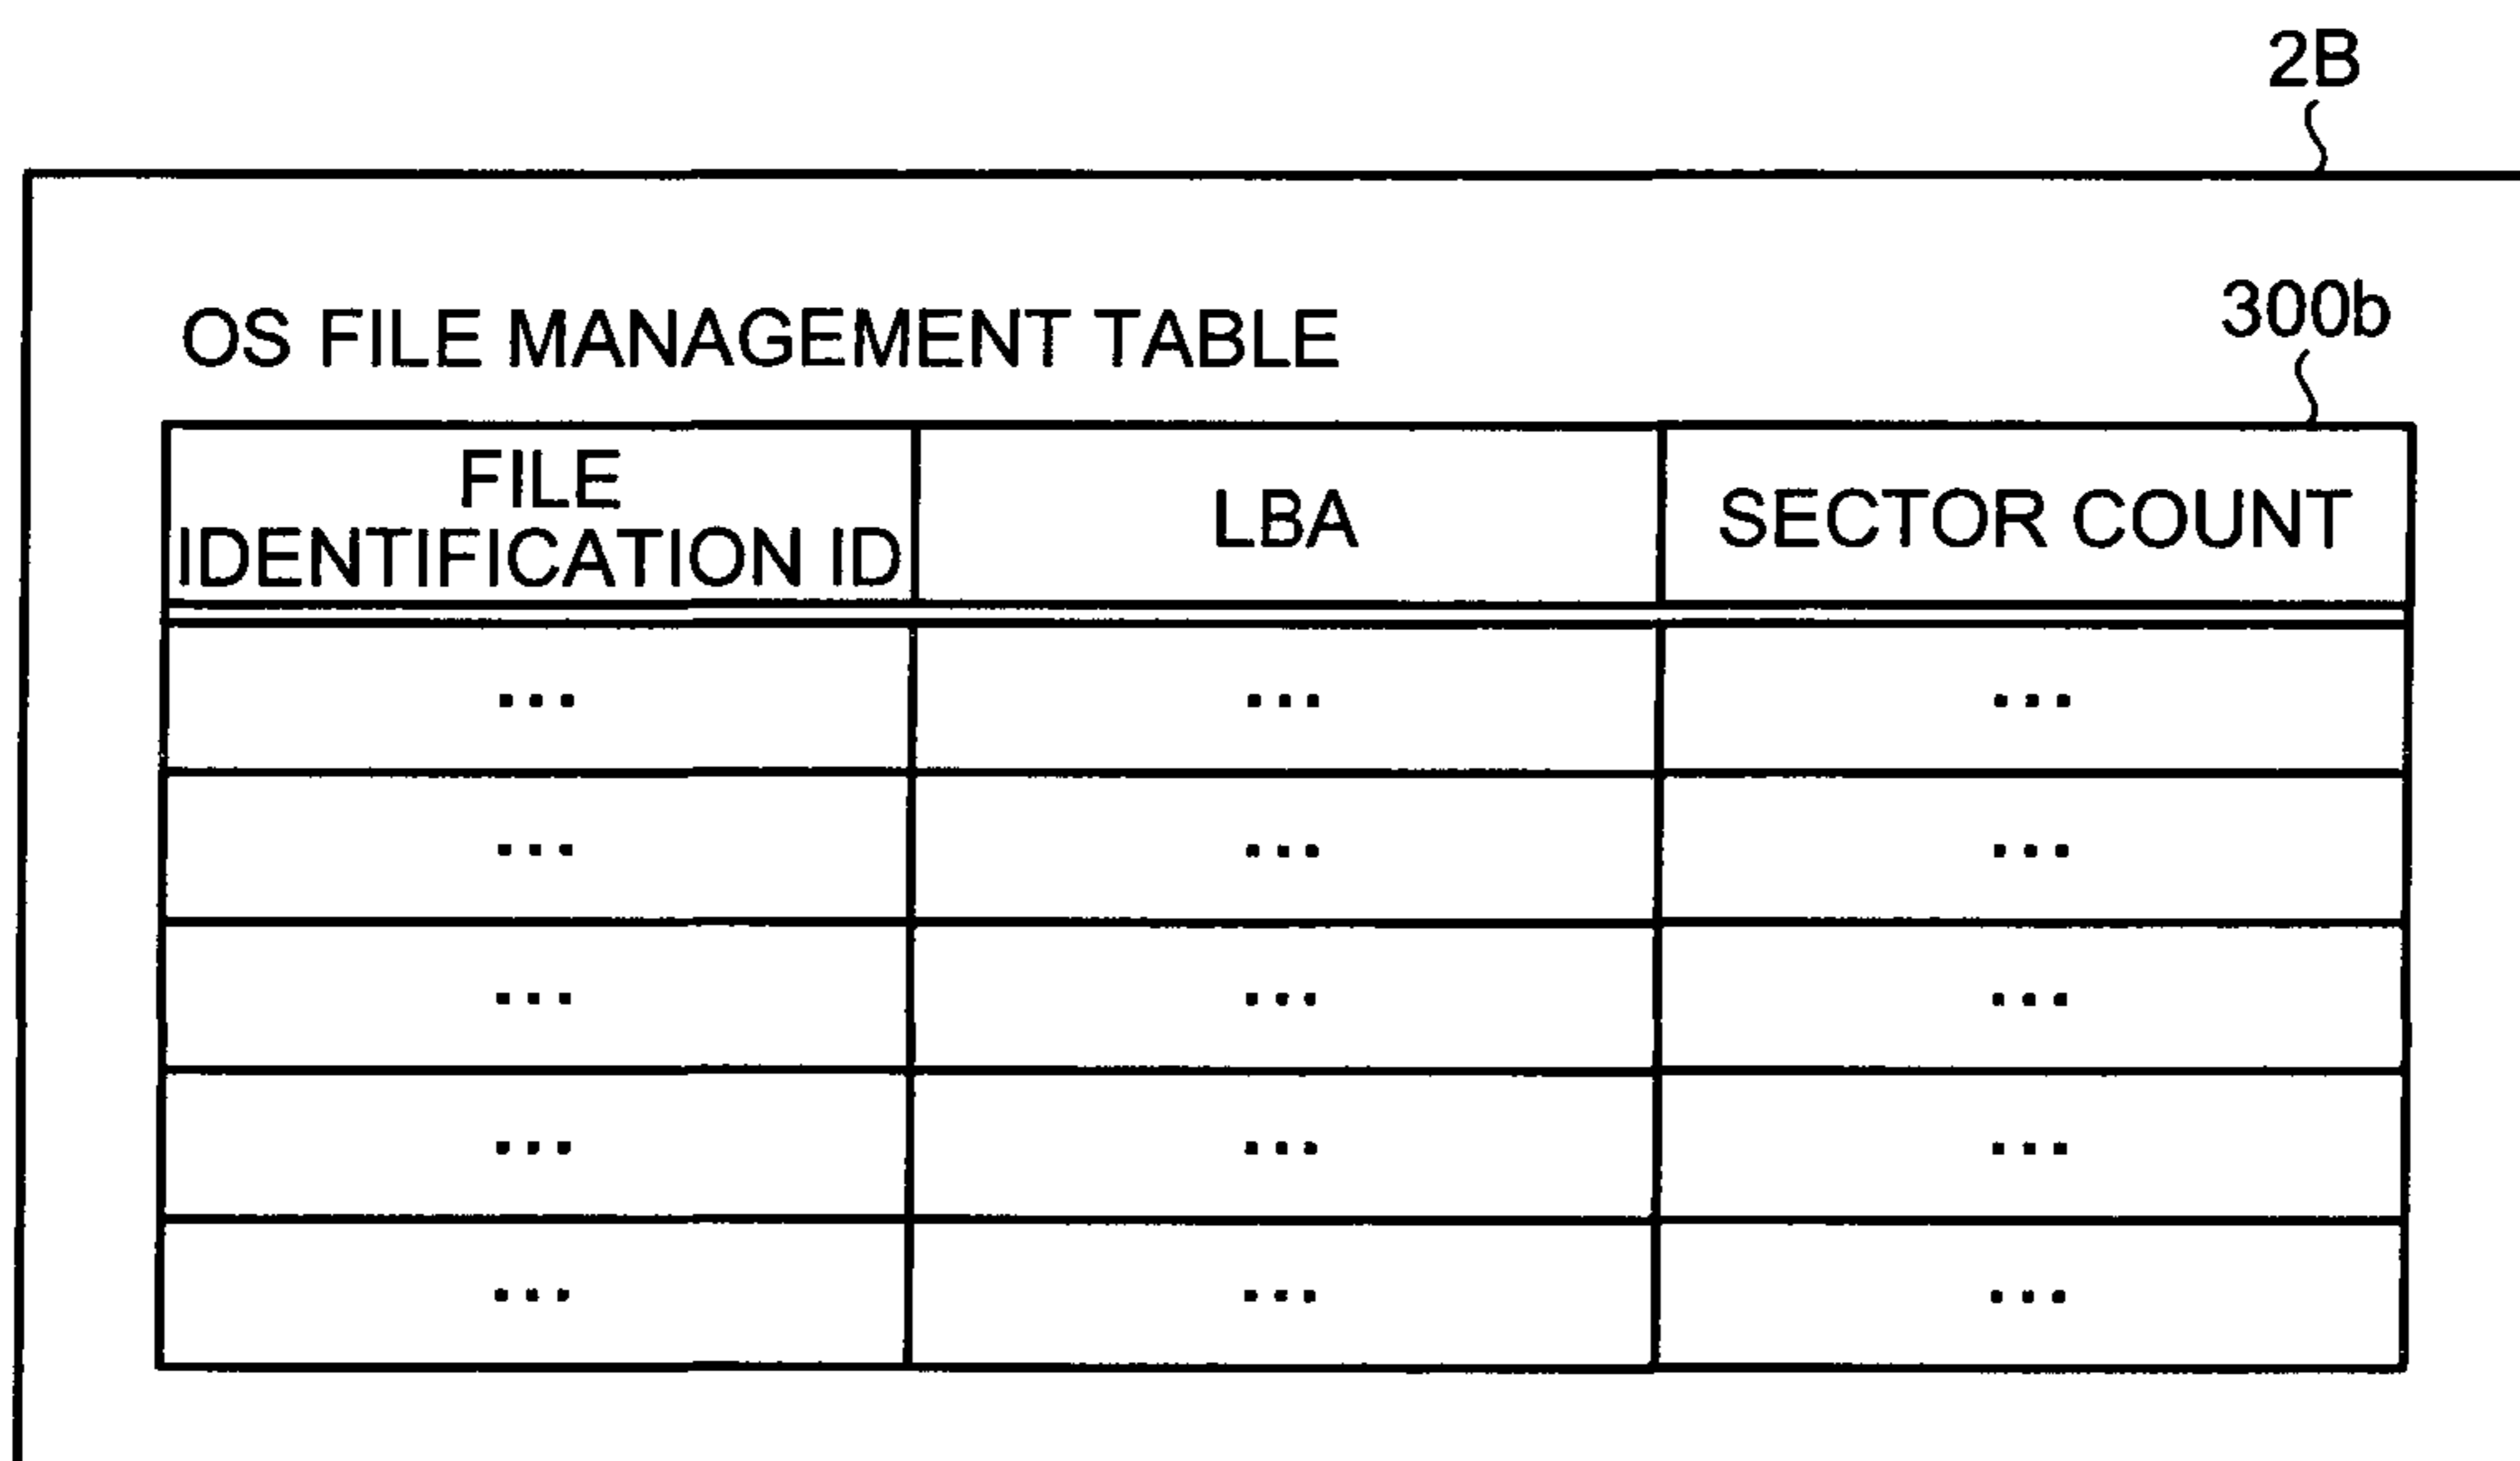 2B
OS FILE MANAGEMENT TABLE
300b
FILE
IDENTIFICATION ID
LBA
SECTOR COUNT
... ... ...
... ... ...
... ... ...
... ... ...
... ... ...